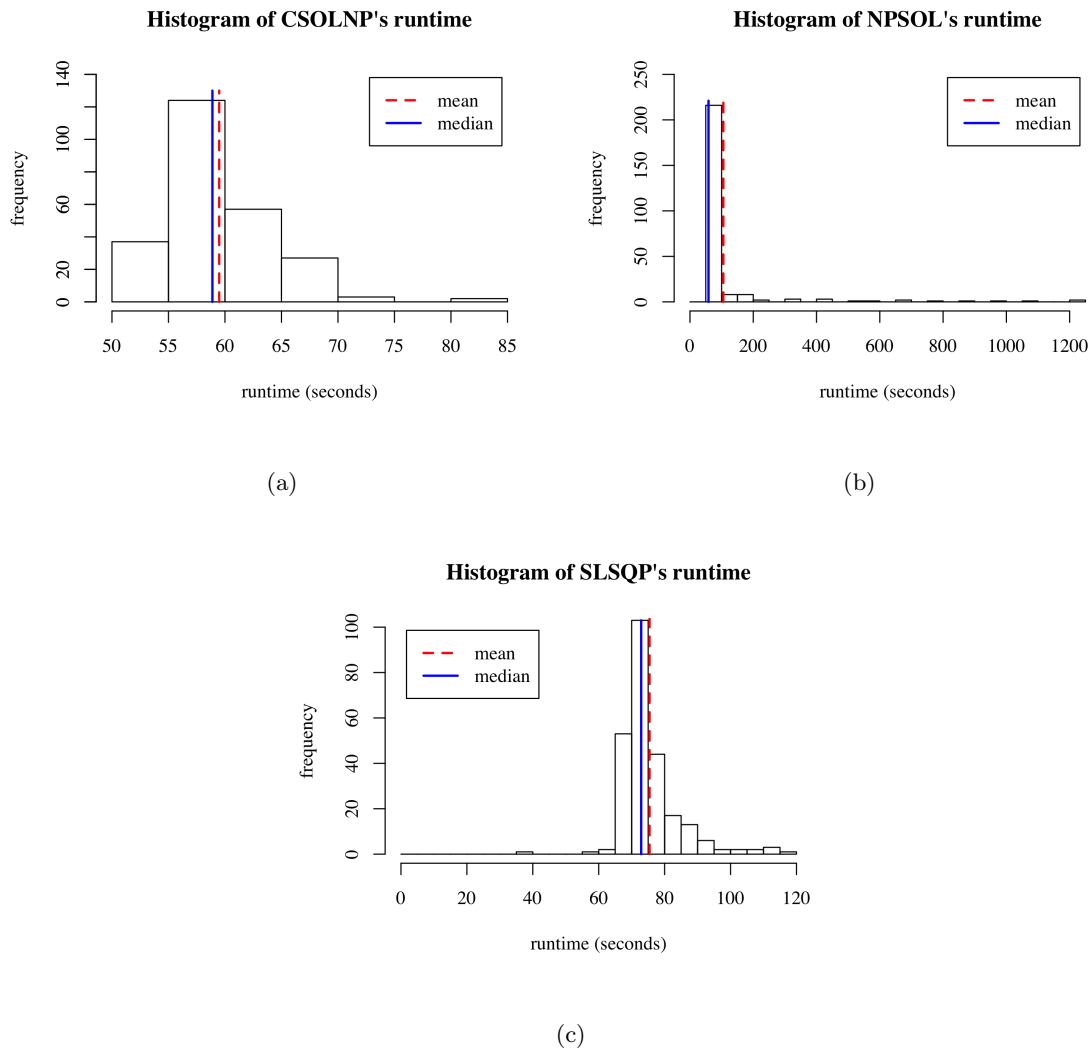 Histogram of CSOLNP's runtime
mean
median
frequency
0
20
60
100
140
50 55 60 65 70 75 80 85
runtime (seconds)
(a)
Histogram of NPSOL's runtime
mean
median
frequency
0
50
100
150
200
250
0 200 400 600 800 1000 1200
runtime (seconds)
(b)
Histogram of SLSQP's runtime
mean
median
frequency
0
20
40
60
80
100
0 20 40 60 80 100 120
runtime (seconds)
(c)